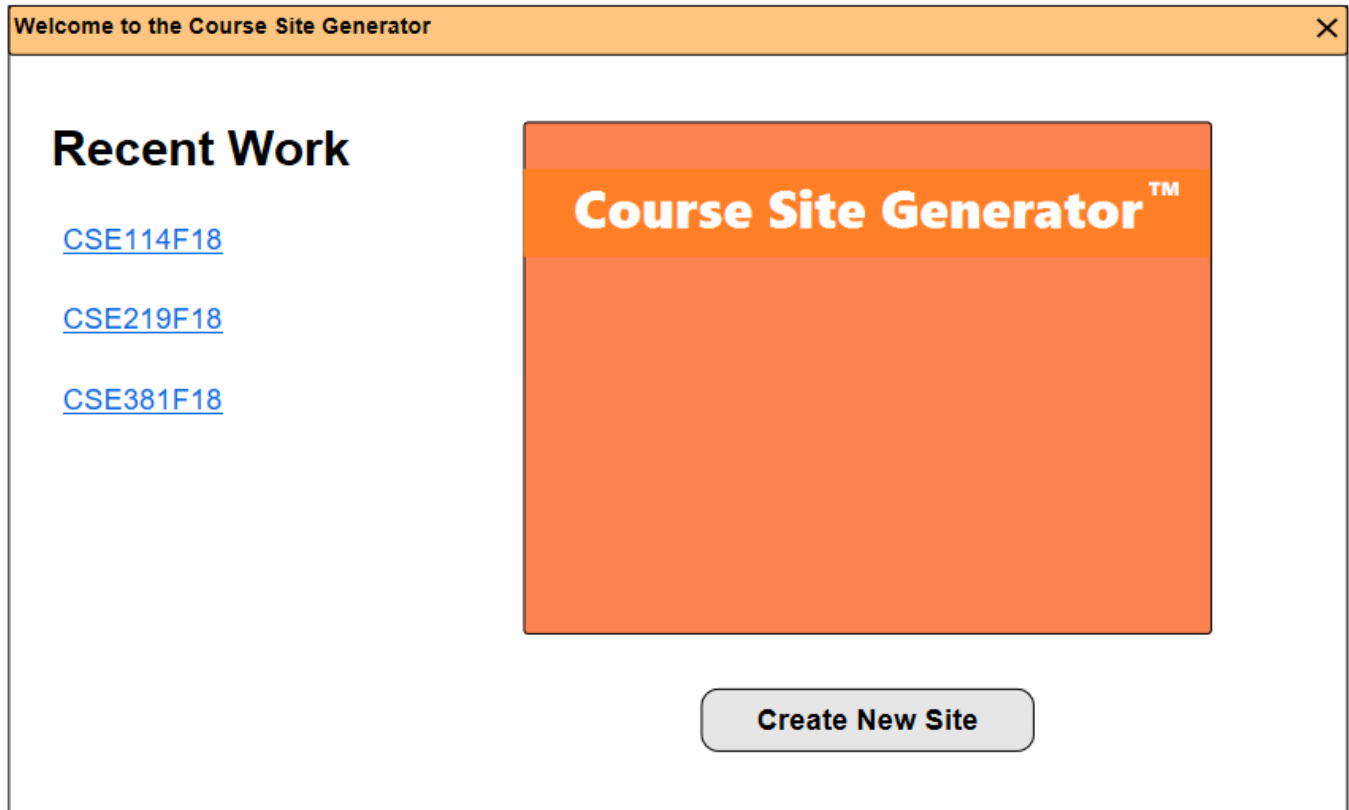 Welcome to the Course Site Generator
Recent Work
CSE114F18
CSE219F18
CSE381F18
Course Site Generator™
Create New Site